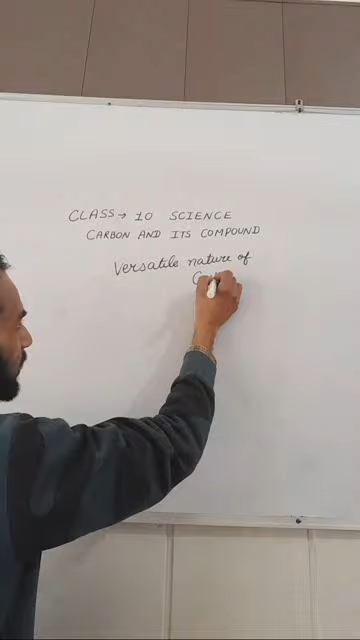 CLASS → 10 SCIENCE
CARBON AND ITS COMPOUND
Versatile nature of